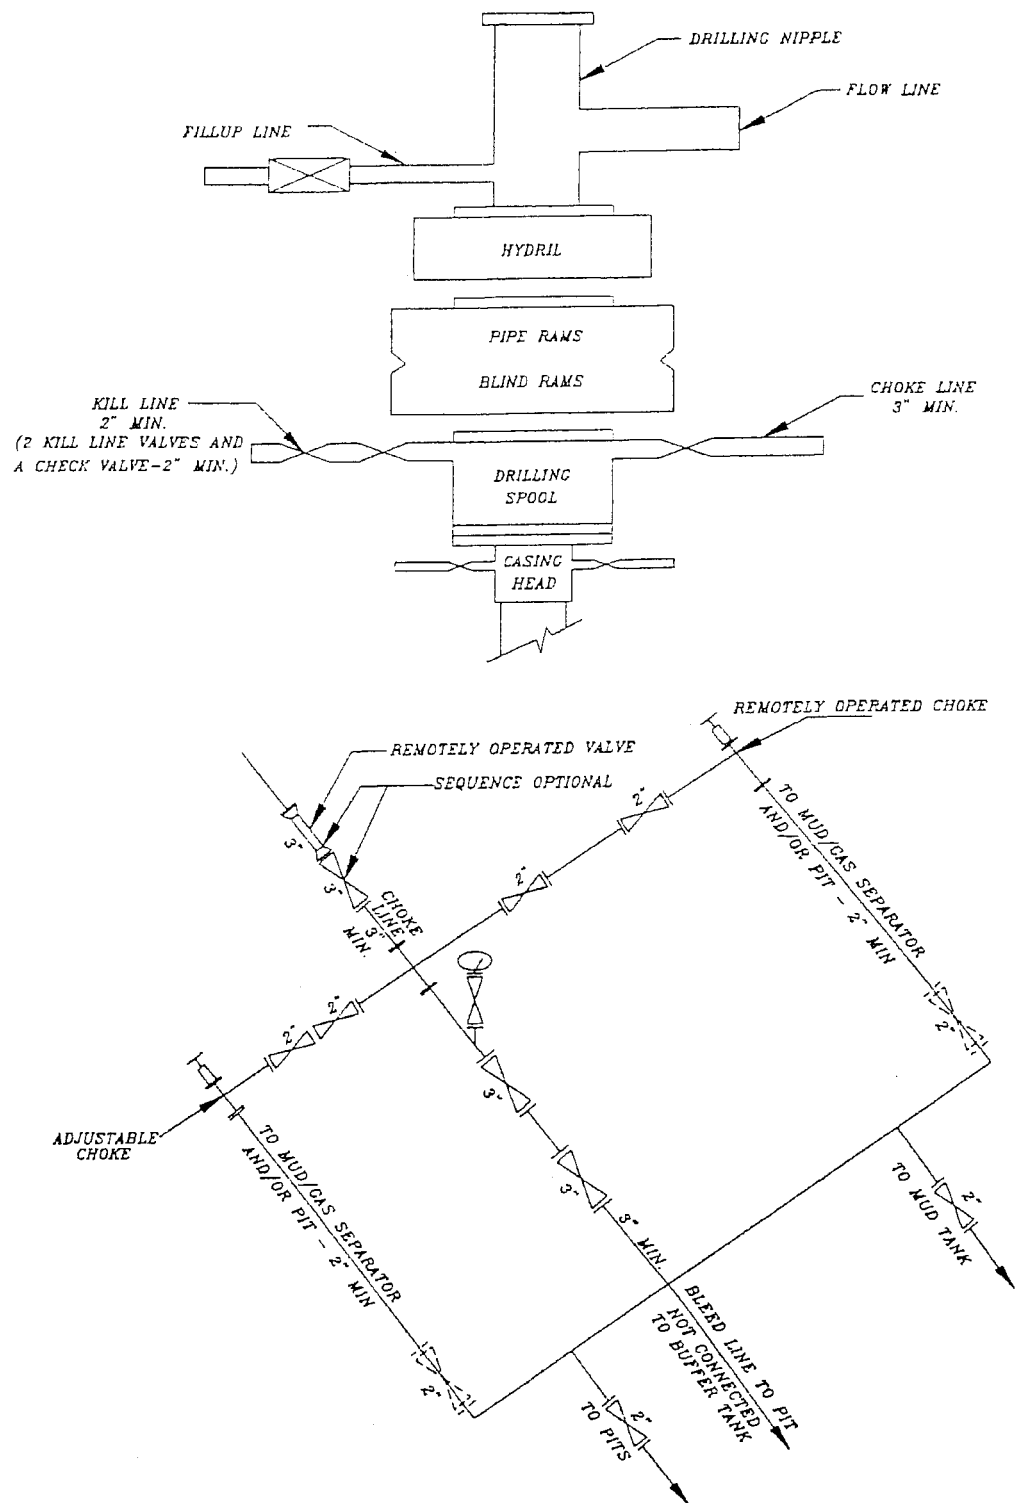 DRILLING NIPPLE
FLOW LINE
FILLUP LINE
HYDRIL
PIPE RAMS
BLIND RAMS
CHOKE LINE
3" MIN.
KILL LINE
2" MIN.
(2 KILL LINE VALVES AND
A CHECK VALVE-2" MIN.)
DRILLING
SPOOL
CASING
HEAD
REMOTELY OPERATED CHOKE
REMOTELY OPERATED VALVE
SEQUENCE OPTIONAL
3"
3"
CHOKE
LINE
3"
MIN.
2"
2"
2"
2"
TO MUD/GAS SEPARATOR
AND/OR PIT - 2" MIN
2"
3"
3"
3" MIN.
ADJUSTABLE
CHOKE
TO MUD/GAS SEPARATOR
AND/OR PIT - 2" MIN
2"
2"
TO MUD TANK
BLEED LINE TO PIT
NOT CONNECTED
TO BUFFER TANK
2"
TO PITS